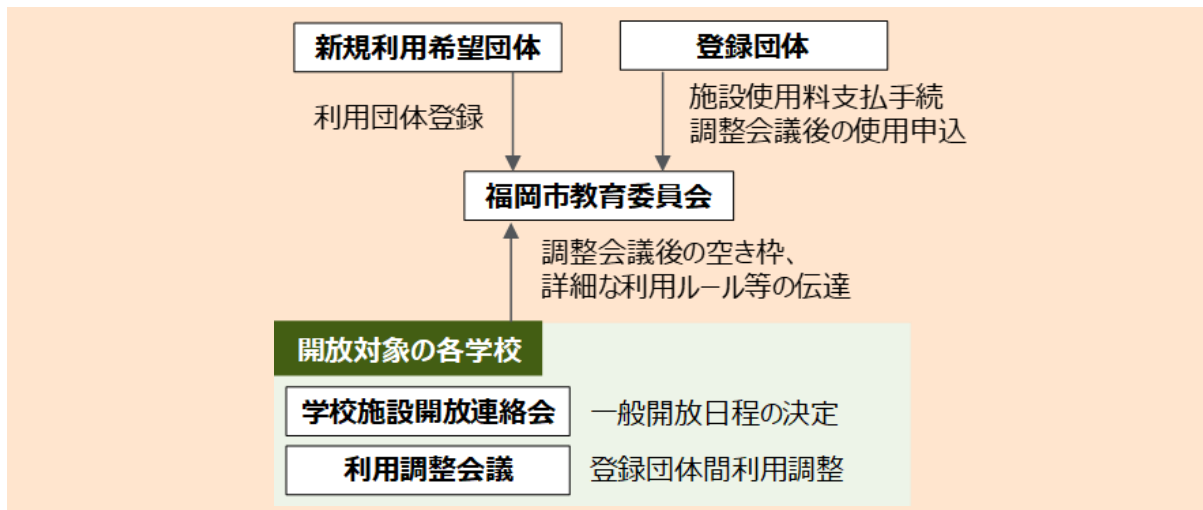 新規利用希望団体
登録団体
利用団体登録
施設使用料支払手続
調整会議後の使用申込
福岡市教育委員会
調整会議後の空き枠、
詳細な利用ルール等の伝達
開放対象の各学校
学校施設開放連絡会
一般開放日程の決定
利用調整会議
登録団体間利用調整